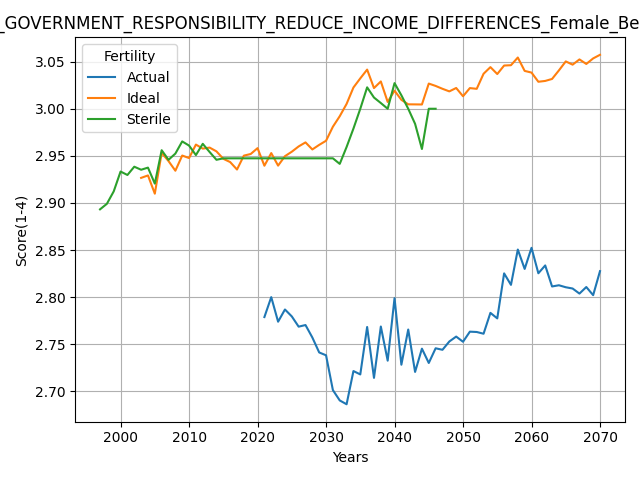 _GOVERNMENT_RESPONSIBILITY_REDUCE_INCOME_DIFFERENCES_Female_Be
Fertility
Actual
Ideal
Sterile
Score(1-4)
3.05
3.00
2.95
2.90
2.85
2.80
2.75
2.70
2000 2010 2020 2030 2040 2050 2060 2070
Years